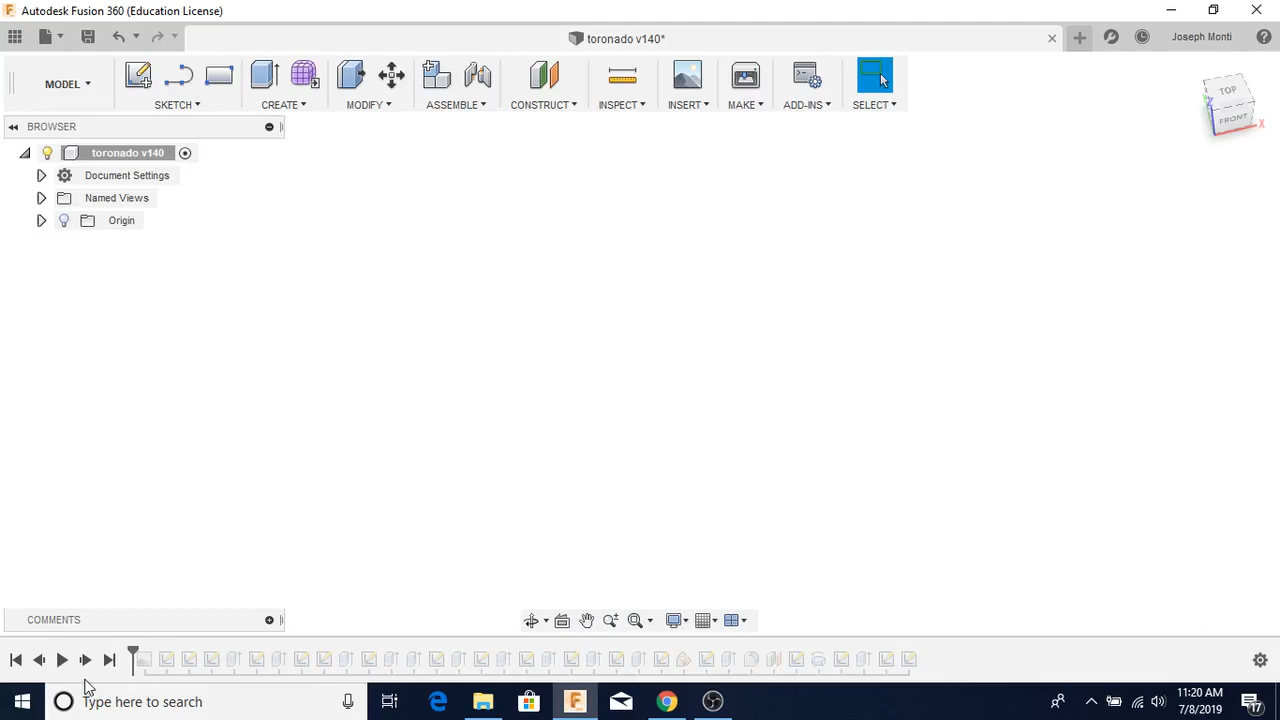 Autodesk Fusion 360 (Education License)
toronado v140*
Joseph Monti
MODEL
SKETCH
CREATE
MODIFY
ASSEMBLE
CONSTRUCT
INSPECT
INSERT
MAKE
ADD-INS
SELECT
TOP
FRONT
X
Z
BROWSER
toronado v140
Document Settings
Named Views
Origin
COMMENTS
Type here to search
11:20 AM
7/8/2019
17